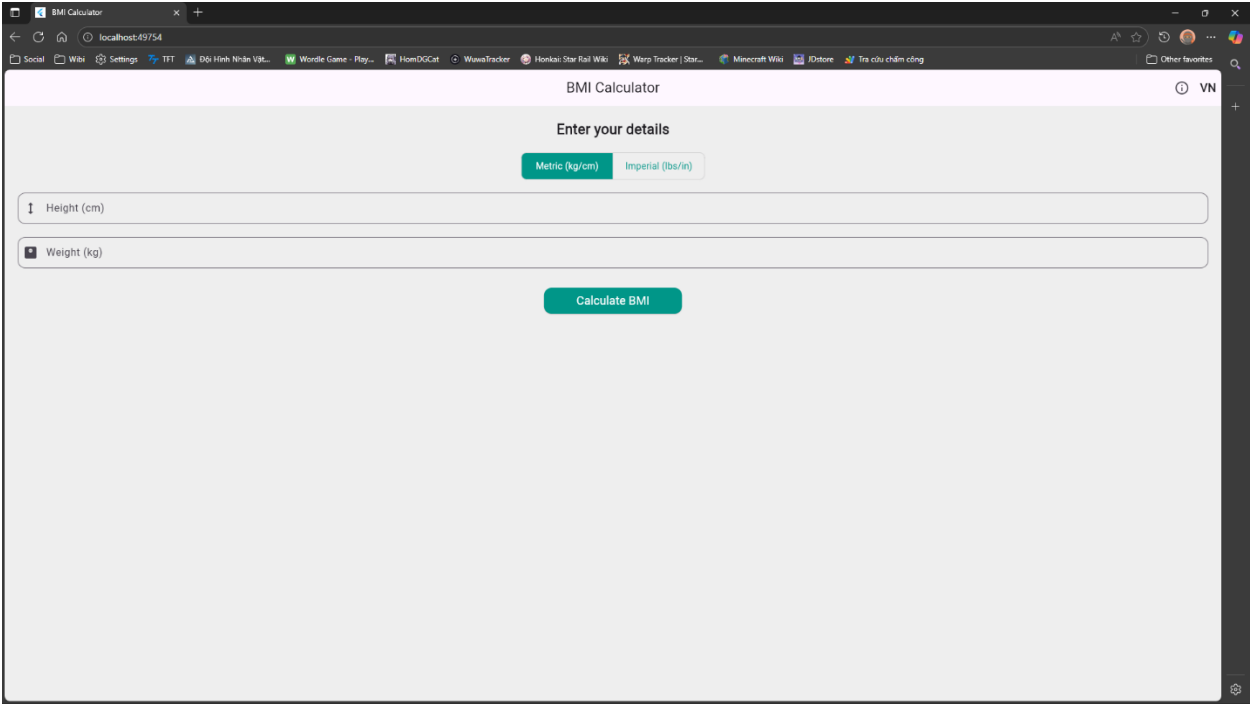 BMI Calculator
localhost:49754
Social Wibi Settings TFT Đội Hình Nhân Vật... Wordle Game - Play... HomDGCat WuwaTracker Honkai: Star Rail Wiki Warp Tracker | Star... Minecraft Wiki JDstore Tra cứu chấm công Other favorites
BMI Calculator VN
Enter your details
Metric (kg/cm) Imperial (lbs/in)
Height (cm)
Weight (kg)
Calculate BMI